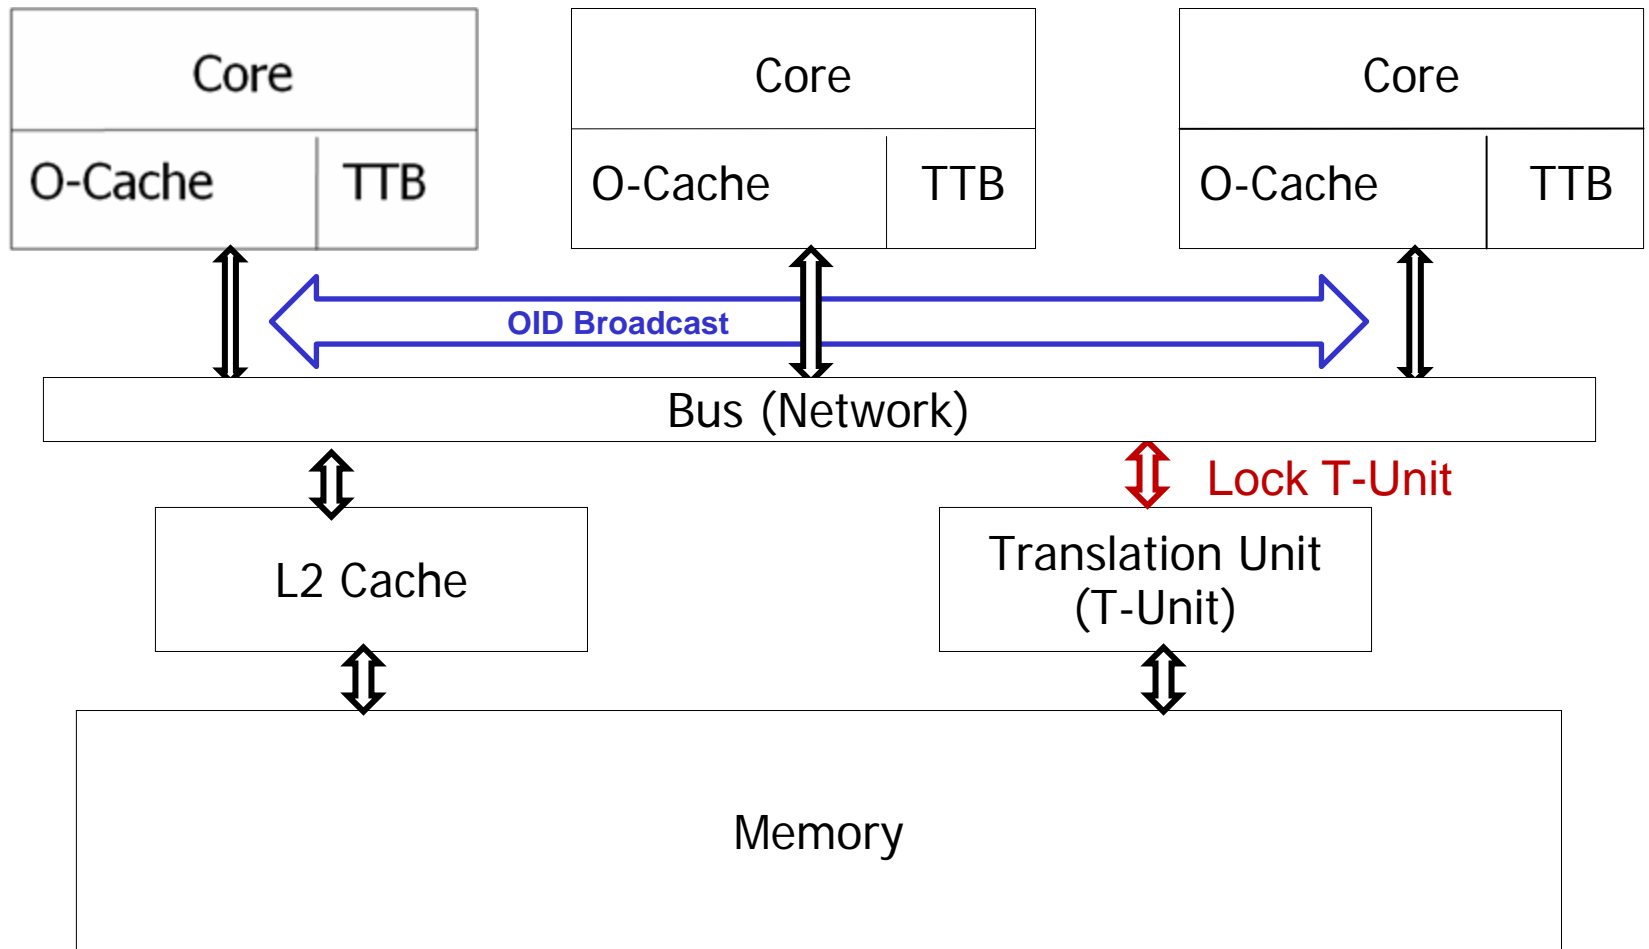 Core
Core
Core
O-Cache
TTB
O-Cache
TTB
O-Cache
TTB
OID Broadcast
Bus (Network)
Lock T-Unit
L2 Cache
Translation Unit
(T-Unit)
Memory